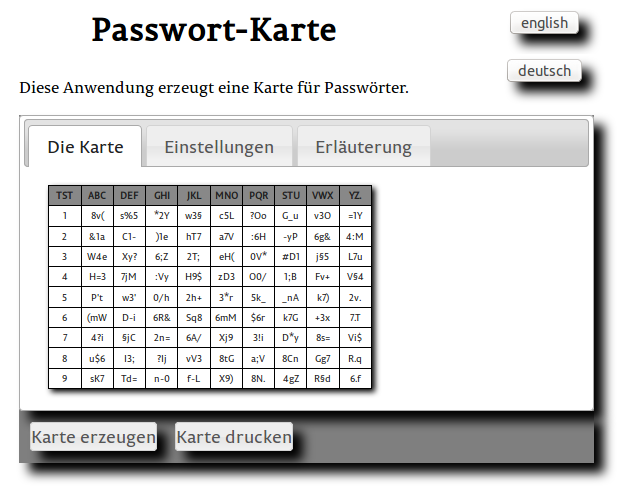 Passwort-Karte
english
deutsch
Diese Anwendung erzeugt eine Karte für Passwörter.
Die Karte Einstellungen Erläuterung
TST ABC DEF GHI JKL MNO PQR STU VWX YZ.
1 8v( s%5 *2Y w3§ c5L ?Oo G_u v3O =1Y
2 &1a C1- )1e hT7 a7V :6H -yP 6g& 4:M
3 W4e Xy? 6;Z 2T; eH( 0V* #D1 j§5 L7u
4 H=3 7jM :Vy H9$ zD3 O0/ 1;B Fv+ V§4
5 P't w3' 0/h 2h+ 3*r 5k_ _nA k7) 2v.
6 (mW D-i 6R& Sq8 6mM $6r k7G +3x 7.T
7 4?i §jC 2n= 6A/ Xj9 3!i D*y 8s= Vi$
8 u$6 I3; ?Ij vV3 8tG a;V 8Cn Gg7 R.q
9 sK7 Td= n-0 f-L X9) 8N. 4gZ R§d 6.f
Karte erzeugen Karte drucken